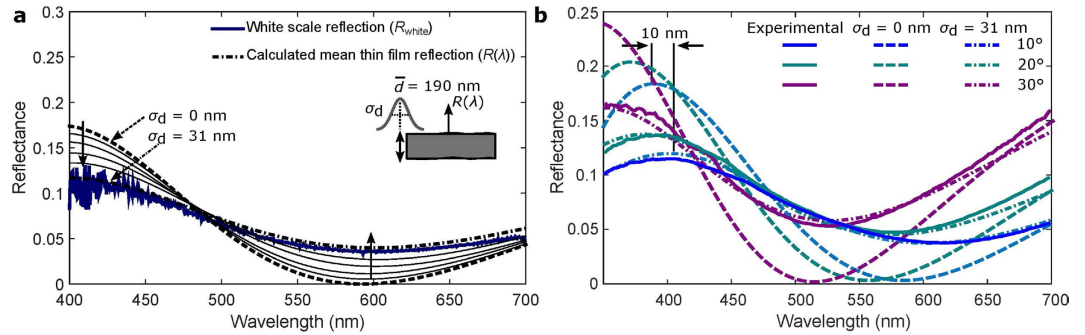 a
White scale reflection (Rwhite)
Calculated mean thin film reflection (R(λ))
d̅ = 190 nm
σd
R(λ)
σd = 0 nm
σd = 31 nm
Reflectance
0.3
0.25
0.2
0.15
0.1
0.05
0
400 450 500 550 600 650 700
Wavelength (nm)
b
10 nm
Experimental σd = 0 nm σd = 31 nm
10°
20°
30°
Reflectance
0.25
0.20
0.15
0.10
0.05
0
400 450 500 550 600 650 700
Wavelength (nm)